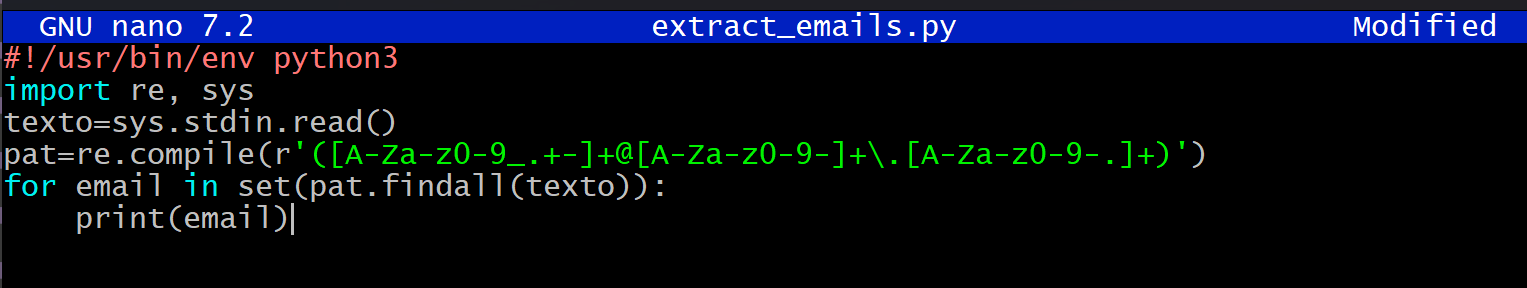 GNU nano 7.2 extract_emails.py Modified
#!/usr/bin/env python3
import re, sys
texto=sys.stdin.read()
pat=re.compile(r'([A-Za-z0-9_.+-]+@[A-Za-z0-9-]+\.[A-Za-z0-9-.]+)')
for email in set(pat.findall(texto)):
    print(email)